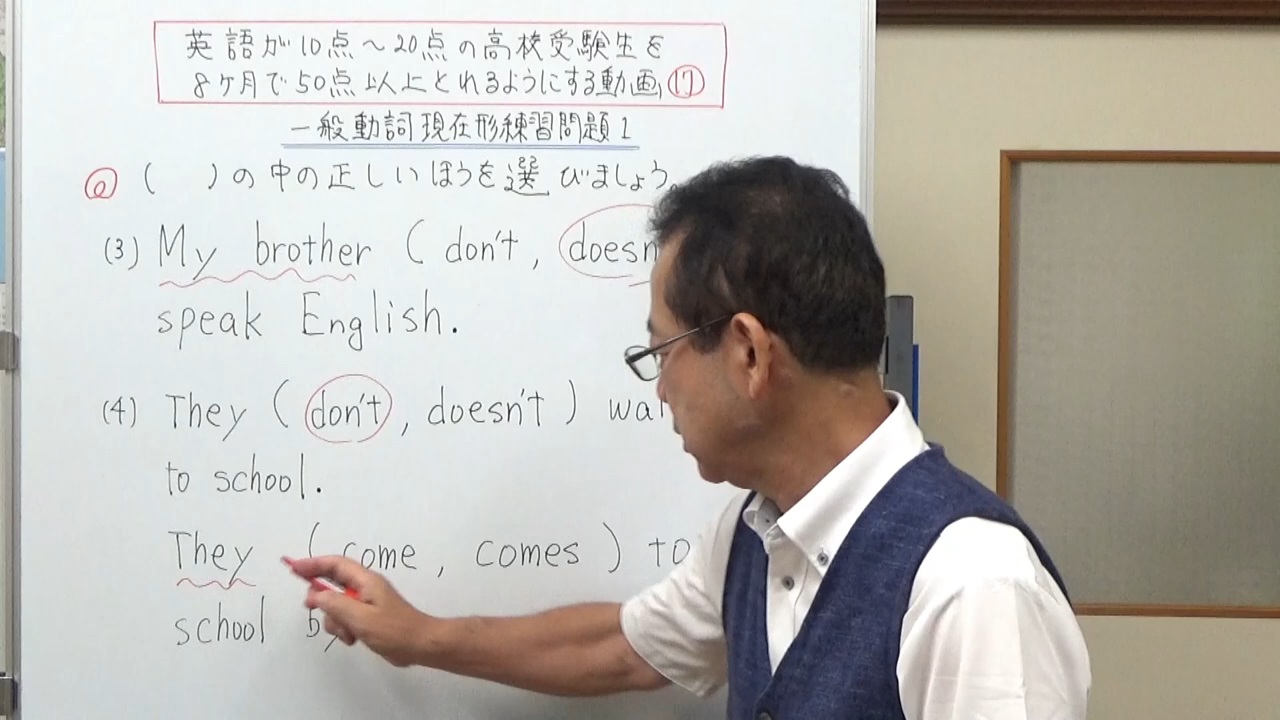 英語が10点～20点の高校受験生を
8ヶ月で50点以上とれるようにする動画⑰
一般動詞現在形練習問題1
@ ( )の中の正しいほうを選びましょう。
(3) My brother ( don't, doesn
speak English.
(4) They ( don't, doesn't )
to school.
They ( come, comes ) to
school by